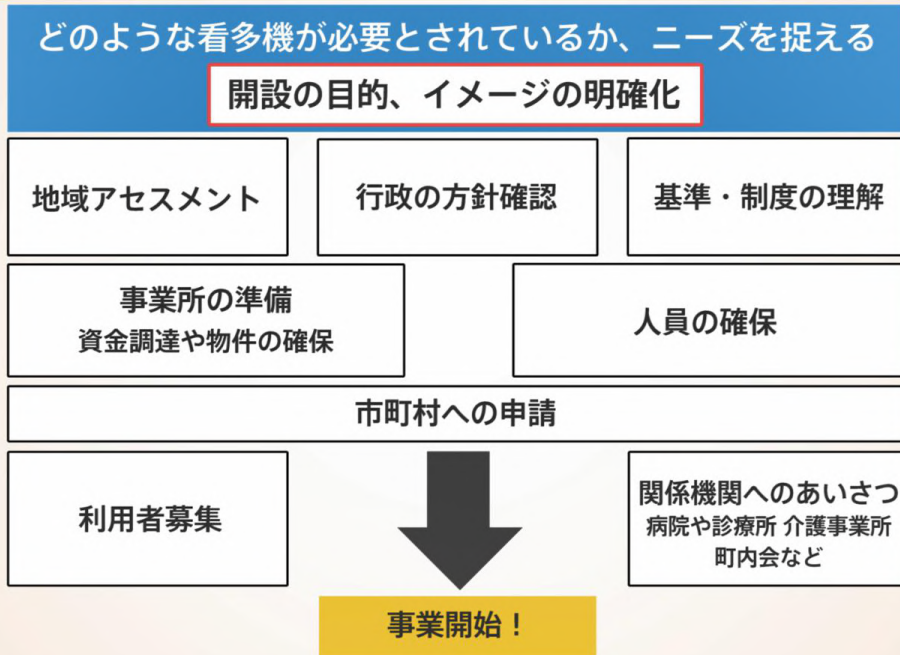 どのような看多機が必要とされているか、ニーズを捉える
開設の目的、イメージの明確化
地域アセスメント
行政の方針確認
基準・制度の理解
事業所の準備
資金調達や物件の確保
人員の確保
市町村への申請
利用者募集
関係機関へのあいさつ
病院や診療所 介護事業所
町内会など
事業開始！